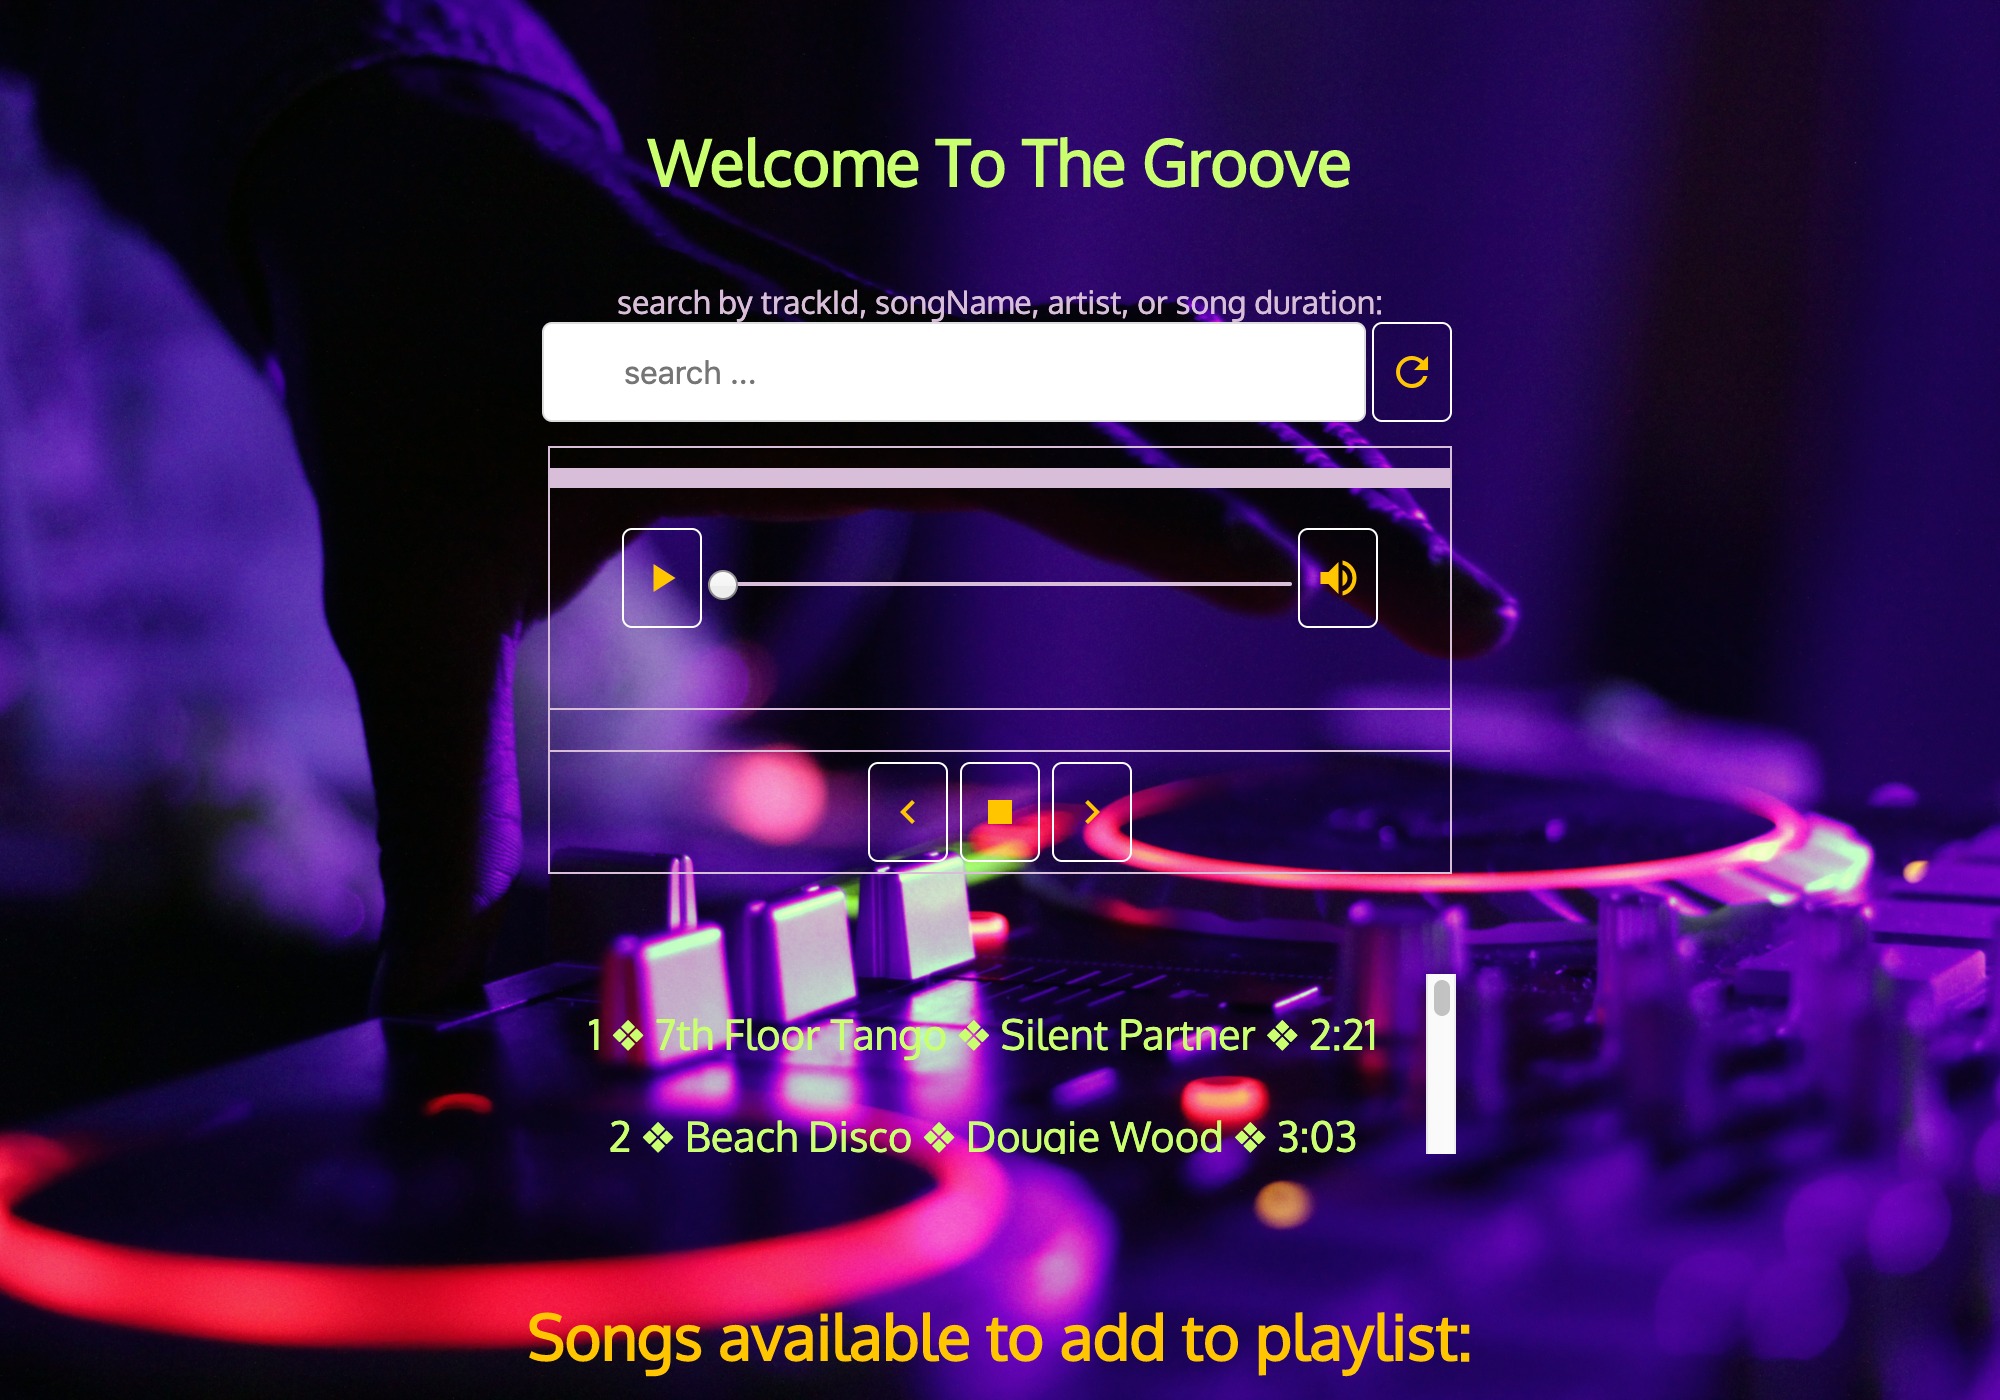 Welcome To The Groove
search by trackId, songName, artist, or song duration:
search ...
1 ❖ 7th Floor Tango ❖ Silent Partner ❖ 2:21
2 ❖ Beach Disco ❖ Dougie Wood ❖ 3:03
Songs available to add to playlist: